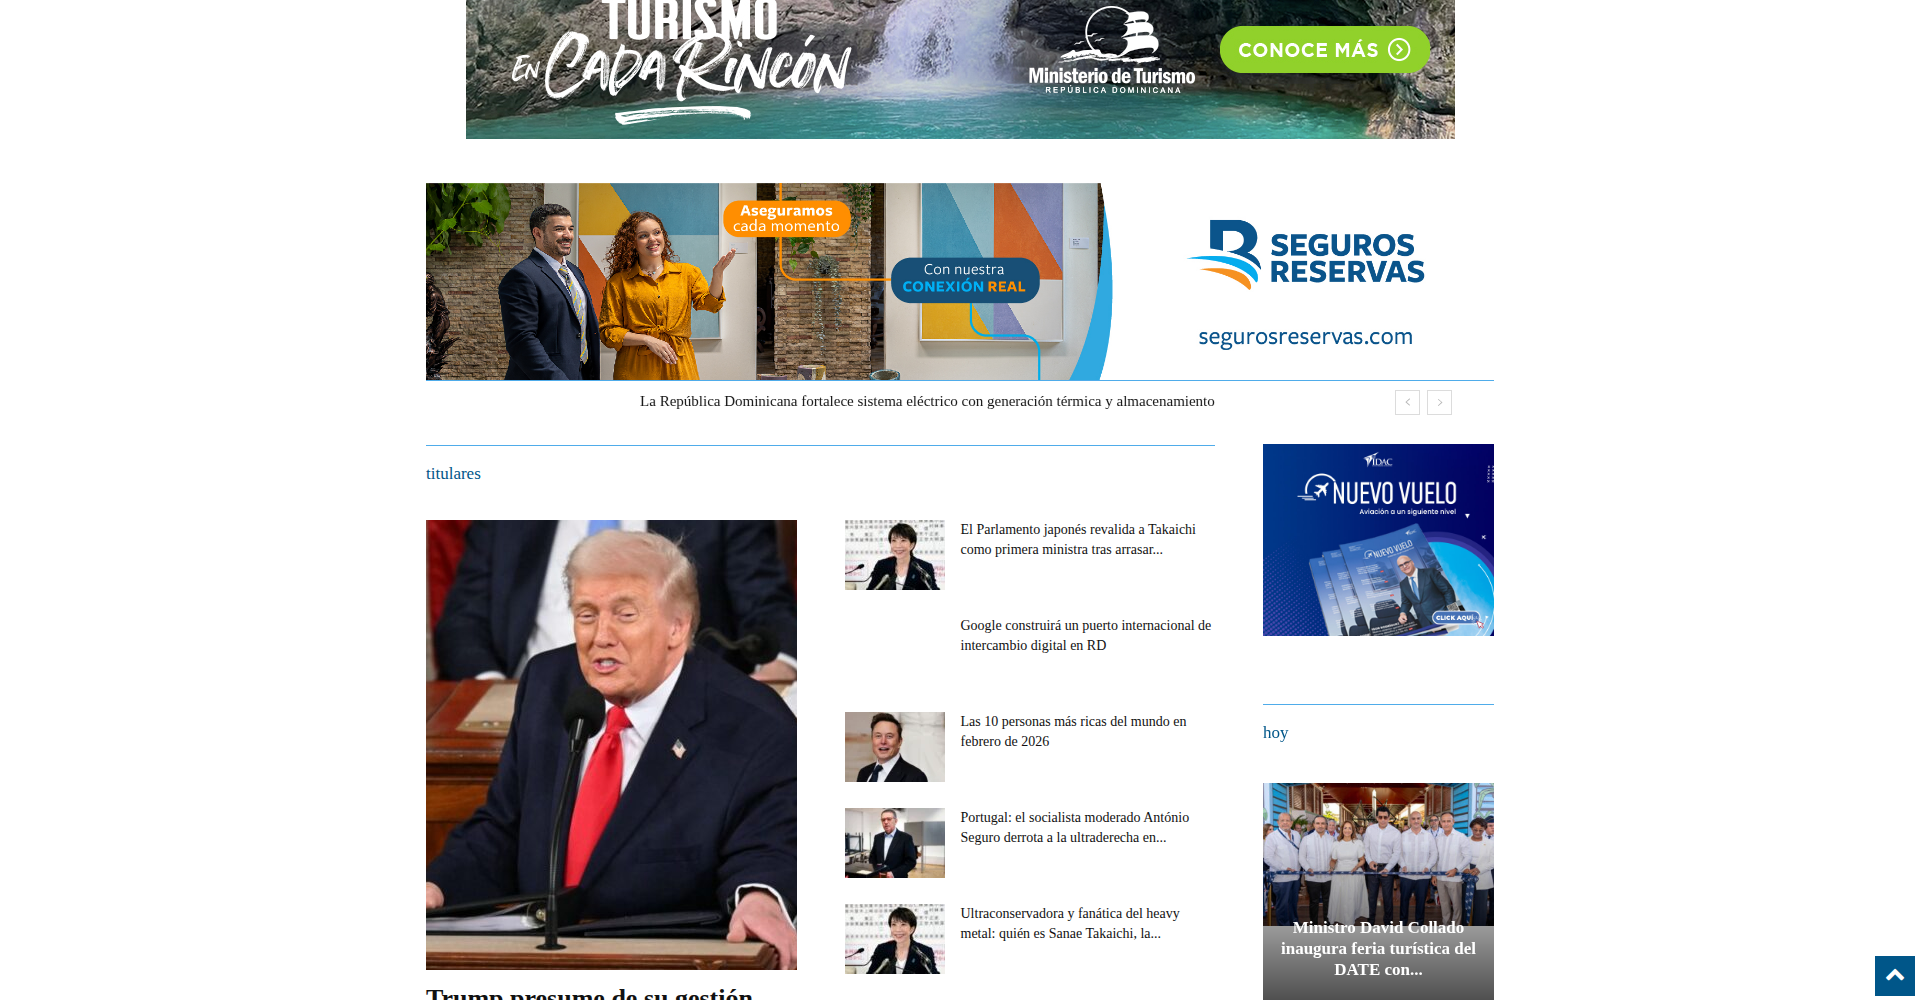 TURISMO
EN CADA RINCÓN
Ministerio de Turismo
REPÚBLICA DOMINICANA
CONOCE MÁS
Aseguramos
cada momento
Con nuestra
CONEXIÓN REAL
SEGUROS
RESERVAS
segurosreservas.com
La República Dominicana fortalece sistema eléctrico con generación térmica y almacenamiento
titulares
El Parlamento japonés revalida a Takaichi
como primera ministra tras arrasar...
Google construirá un puerto internacional de
intercambio digital en RD
Las 10 personas más ricas del mundo en
febrero de 2026
Portugal: el socialista moderado António
Seguro derrota a la ultraderecha en...
Ultraconservadora y fanática del heavy
metal: quién es Sanae Takaichi, la...
Trump presume de su gestión
IDAC
NUEVO VUELO
Aviación a un siguiente nivel
NUEVO VUELO
CLICK AQUÍ
hoy
Ministro David Collado
inaugura feria turística del
DATE con...